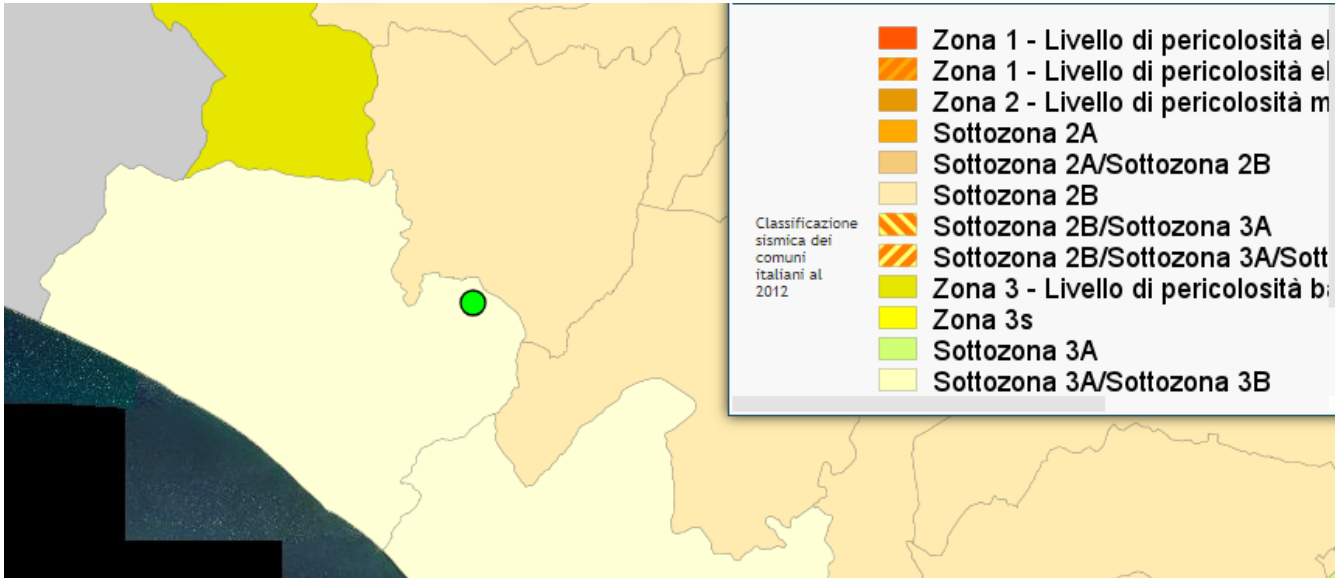 Zona 1 - Livello di pericolosità el
Zona 1 - Livello di pericolosità el
Zona 2 - Livello di pericolosità m
Sottozona 2A
Sottozona 2A/Sottozona 2B
Sottozona 2B
Classificazione
sismica dei
comuni
italiani al
2012
Sottozona 2B/Sottozona 3A
Sottozona 2B/Sottozona 3A/Sott
Zona 3 - Livello di pericolosità ba
Zona 3s
Sottozona 3A
Sottozona 3A/Sottozona 3B